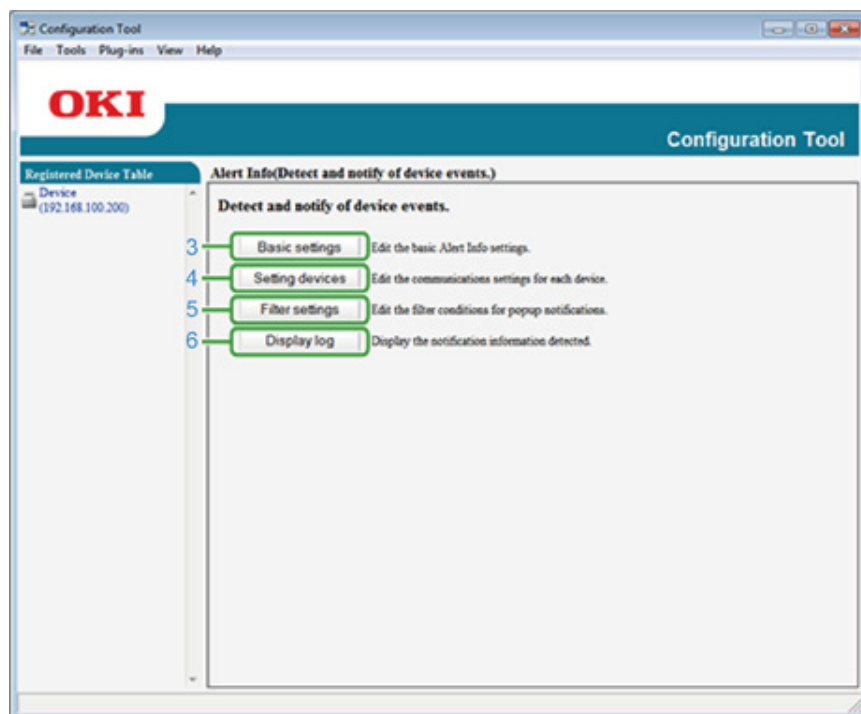 Configuration Tool
File Tools Plug-ins View Help
OKI
Configuration Tool
Registered Device Table
Device
(192.168.100.200)
Alert Info(Detect and notify of device events.)
Detect and notify of device events.
3 Basic settings Edit the basic Alert Info settings.
4 Setting devices Edit the communications settings for each device.
5 Filter settings Edit the filter conditions for popup notifications.
6 Display log Display the notification information detected.